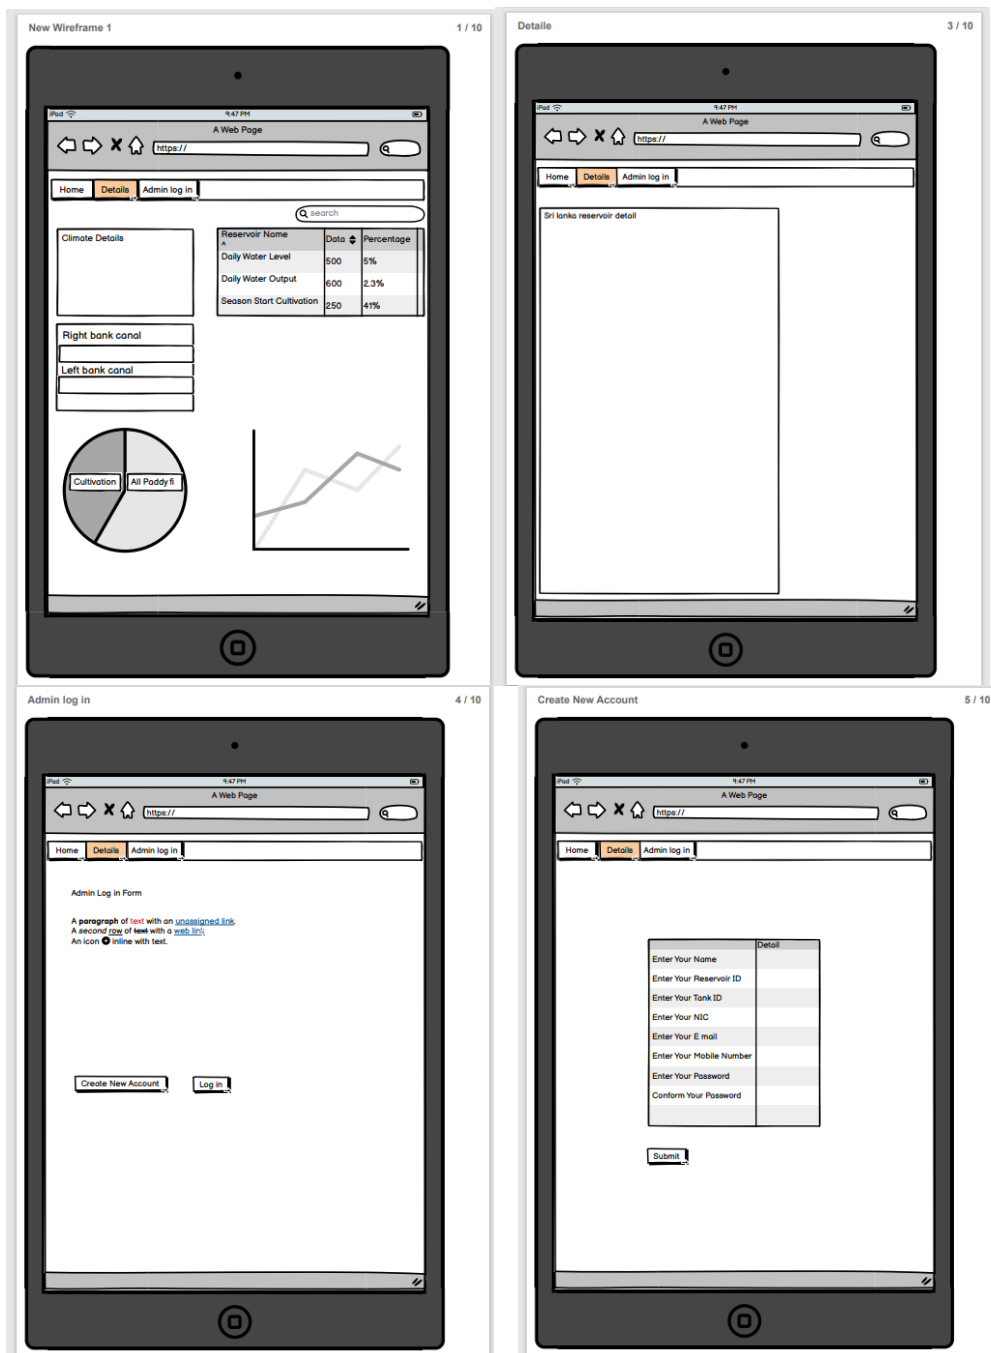 New Wireframe 1 1 / 10
iPad 9:47 PM
A Web Page
https://
Home Details Admin log in
search
Climate Details
Reservoir Name Data Percentage
Daily Water Level 500 5%
Daily Water Output 600 2.3%
Season Start Cultivation 250 41%
Right bank canal
Left bank canal
Cultivation All Paddy fi
Detaile 3 / 10
iPad 9:47 PM
A Web Page
https://
Home Details Admin log in
Sri lanka reservoir detail
Admin log in 4 / 10
iPad 9:47 PM
A Web Page
https://
Home Details Admin log in
Admin Log in Form
A paragraph of text with an unassigned link.
A second row of text with a web link.
An icon inline with text.
Create New Account Log in
Create New Account 5 / 10
iPad 9:47 PM
A Web Page
https://
Home Details Admin log in
Detail
Enter Your Name
Enter Your Reservoir ID
Enter Your Tank ID
Enter Your NIC
Enter Your E mail
Enter Your Mobile Number
Enter Your Password
Conform Your Password
Submit